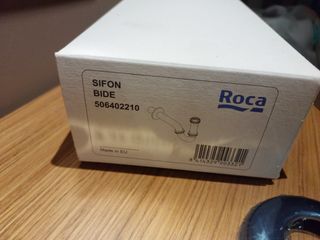 SIFON
BIDE
506402210
Roca
Made in EU